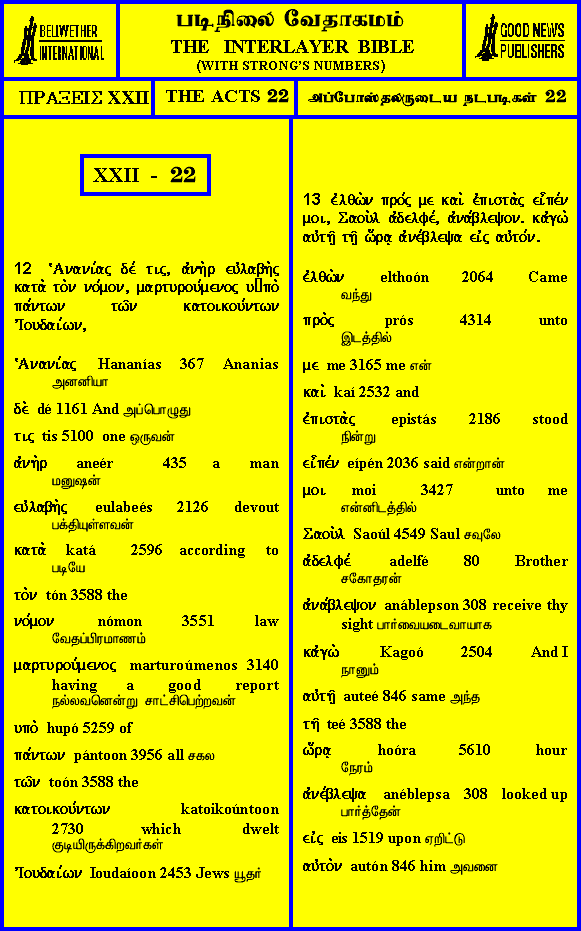 BELLWETHER
INTERNATIONAL
படிநிலை வேதாகமம்
THE INTERLAYER BIBLE
(WITH STRONG'S NUMBERS)
GOOD NEWS
PUBLISHERS
ΠΡΑΞΕΙΣ XXII
THE ACTS 22
அப்போஸ்தலருடைய நடபடிகள் 22
XXII - 22
12 Ἁνανίας δέ τις, ἀνὴρ εὐλαβὴς
κατὰ τὸν νόμον, μαρτυρούμενος υ▯πὸ
πάντων τῶν κατοικούντων
Ἰουδαίων,
Ἁνανίας Hananías 367 Ananias
அனனியா
δὲ dé 1161 And அப்பொழுது
τις tis 5100 one ஒருவன்
ἀνὴρ aneér 435 a man
மனுஷன்
εὐλαβὴς eulabeés 2126 devout
பக்தியுள்ளவன்
κατὰ katá 2596 according to
படியே
τὸν tón 3588 the
νόμον nómon 3551 law
வேதப்பிரமாணம்
μαρτυρούμενος marturoúmenos 3140
having a good report
நல்லவனென்று சாட்சிபெற்றவன்
υπὸ hupó 5259 of
πάντων pántoon 3956 all சகல
τῶν toón 3588 the
κατοικούντων katoikoúntoon
2730 which dwelt
குடியிருக்கிறவர்கள்
Ἰουδαίων Ioudaíoon 2453 Jews யூதர்
13 ἐλθὼν πρός με καὶ ἐπιστὰς εἶπέν
μοι, Σαοὺλ ἀδελφέ, ἀνάβλεψον. κἀγὼ
αὐτῇ τῇ ὥρᾳ ἀνέβλεψα εἰς αὐτόν.
ἐλθὼν elthoón 2064 Came
வந்து
πρὸς prós 4314 unto
இடத்தில்
με me 3165 me என்
καὶ kaí 2532 and
ἐπιστὰς epistás 2186 stood
நின்று
εἶπέν eípén 2036 said என்றான்
μοι moi 3427 unto me
என்னிடத்தில்
Σαοὺλ Saoúl 4549 Saul சவுலே
ἀδελφέ adelfé 80 Brother
சகோதரன்
ἀνάβλεψον anáblepson 308 receive thy
sight பார்வையடைவாயாக
κἀγὼ Kagoó 2504 And I
நானும்
αὐτῇ auteé 846 same அந்த
τῇ teé 3588 the
ὥρᾳ hoóra 5610 hour
நேரம்
ἀνέβλεψα anéblepsa 308 looked up
பார்த்தேன்
εἰς eis 1519 upon ஏறிட்டு
αὐτὸν autón 846 him அவனை